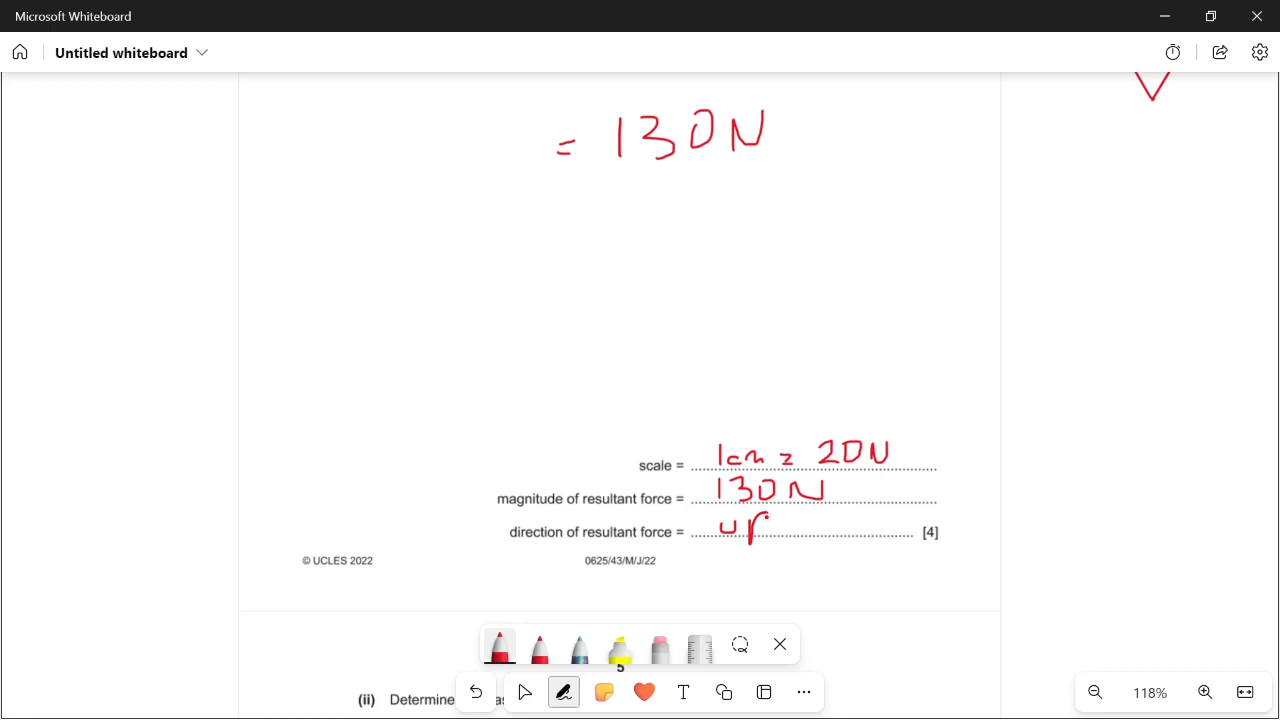 Microsoft Whiteboard
Untitled whiteboard
= 130N
scale = 1cm = 20N
magnitude of resultant force = 130N
direction of resultant force = up [4]
© UCLES 2022 0625/43/M/J/22
5
(ii) Determine
118%